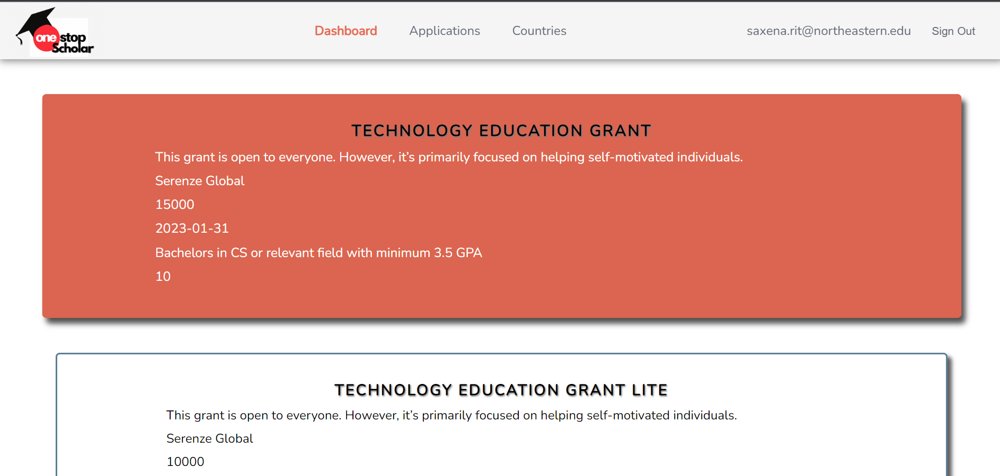 one stop
Scholar
Dashboard
Applications
Countries
saxena.rit@northeastern.edu
Sign Out
TECHNOLOGY EDUCATION GRANT
This grant is open to everyone. However, it’s primarily focused on helping self-motivated individuals.
Serenze Global
15000
2023-01-31
Bachelors in CS or relevant field with minimum 3.5 GPA
10
TECHNOLOGY EDUCATION GRANT LITE
This grant is open to everyone. However, it’s primarily focused on helping self-motivated individuals.
Serenze Global
10000